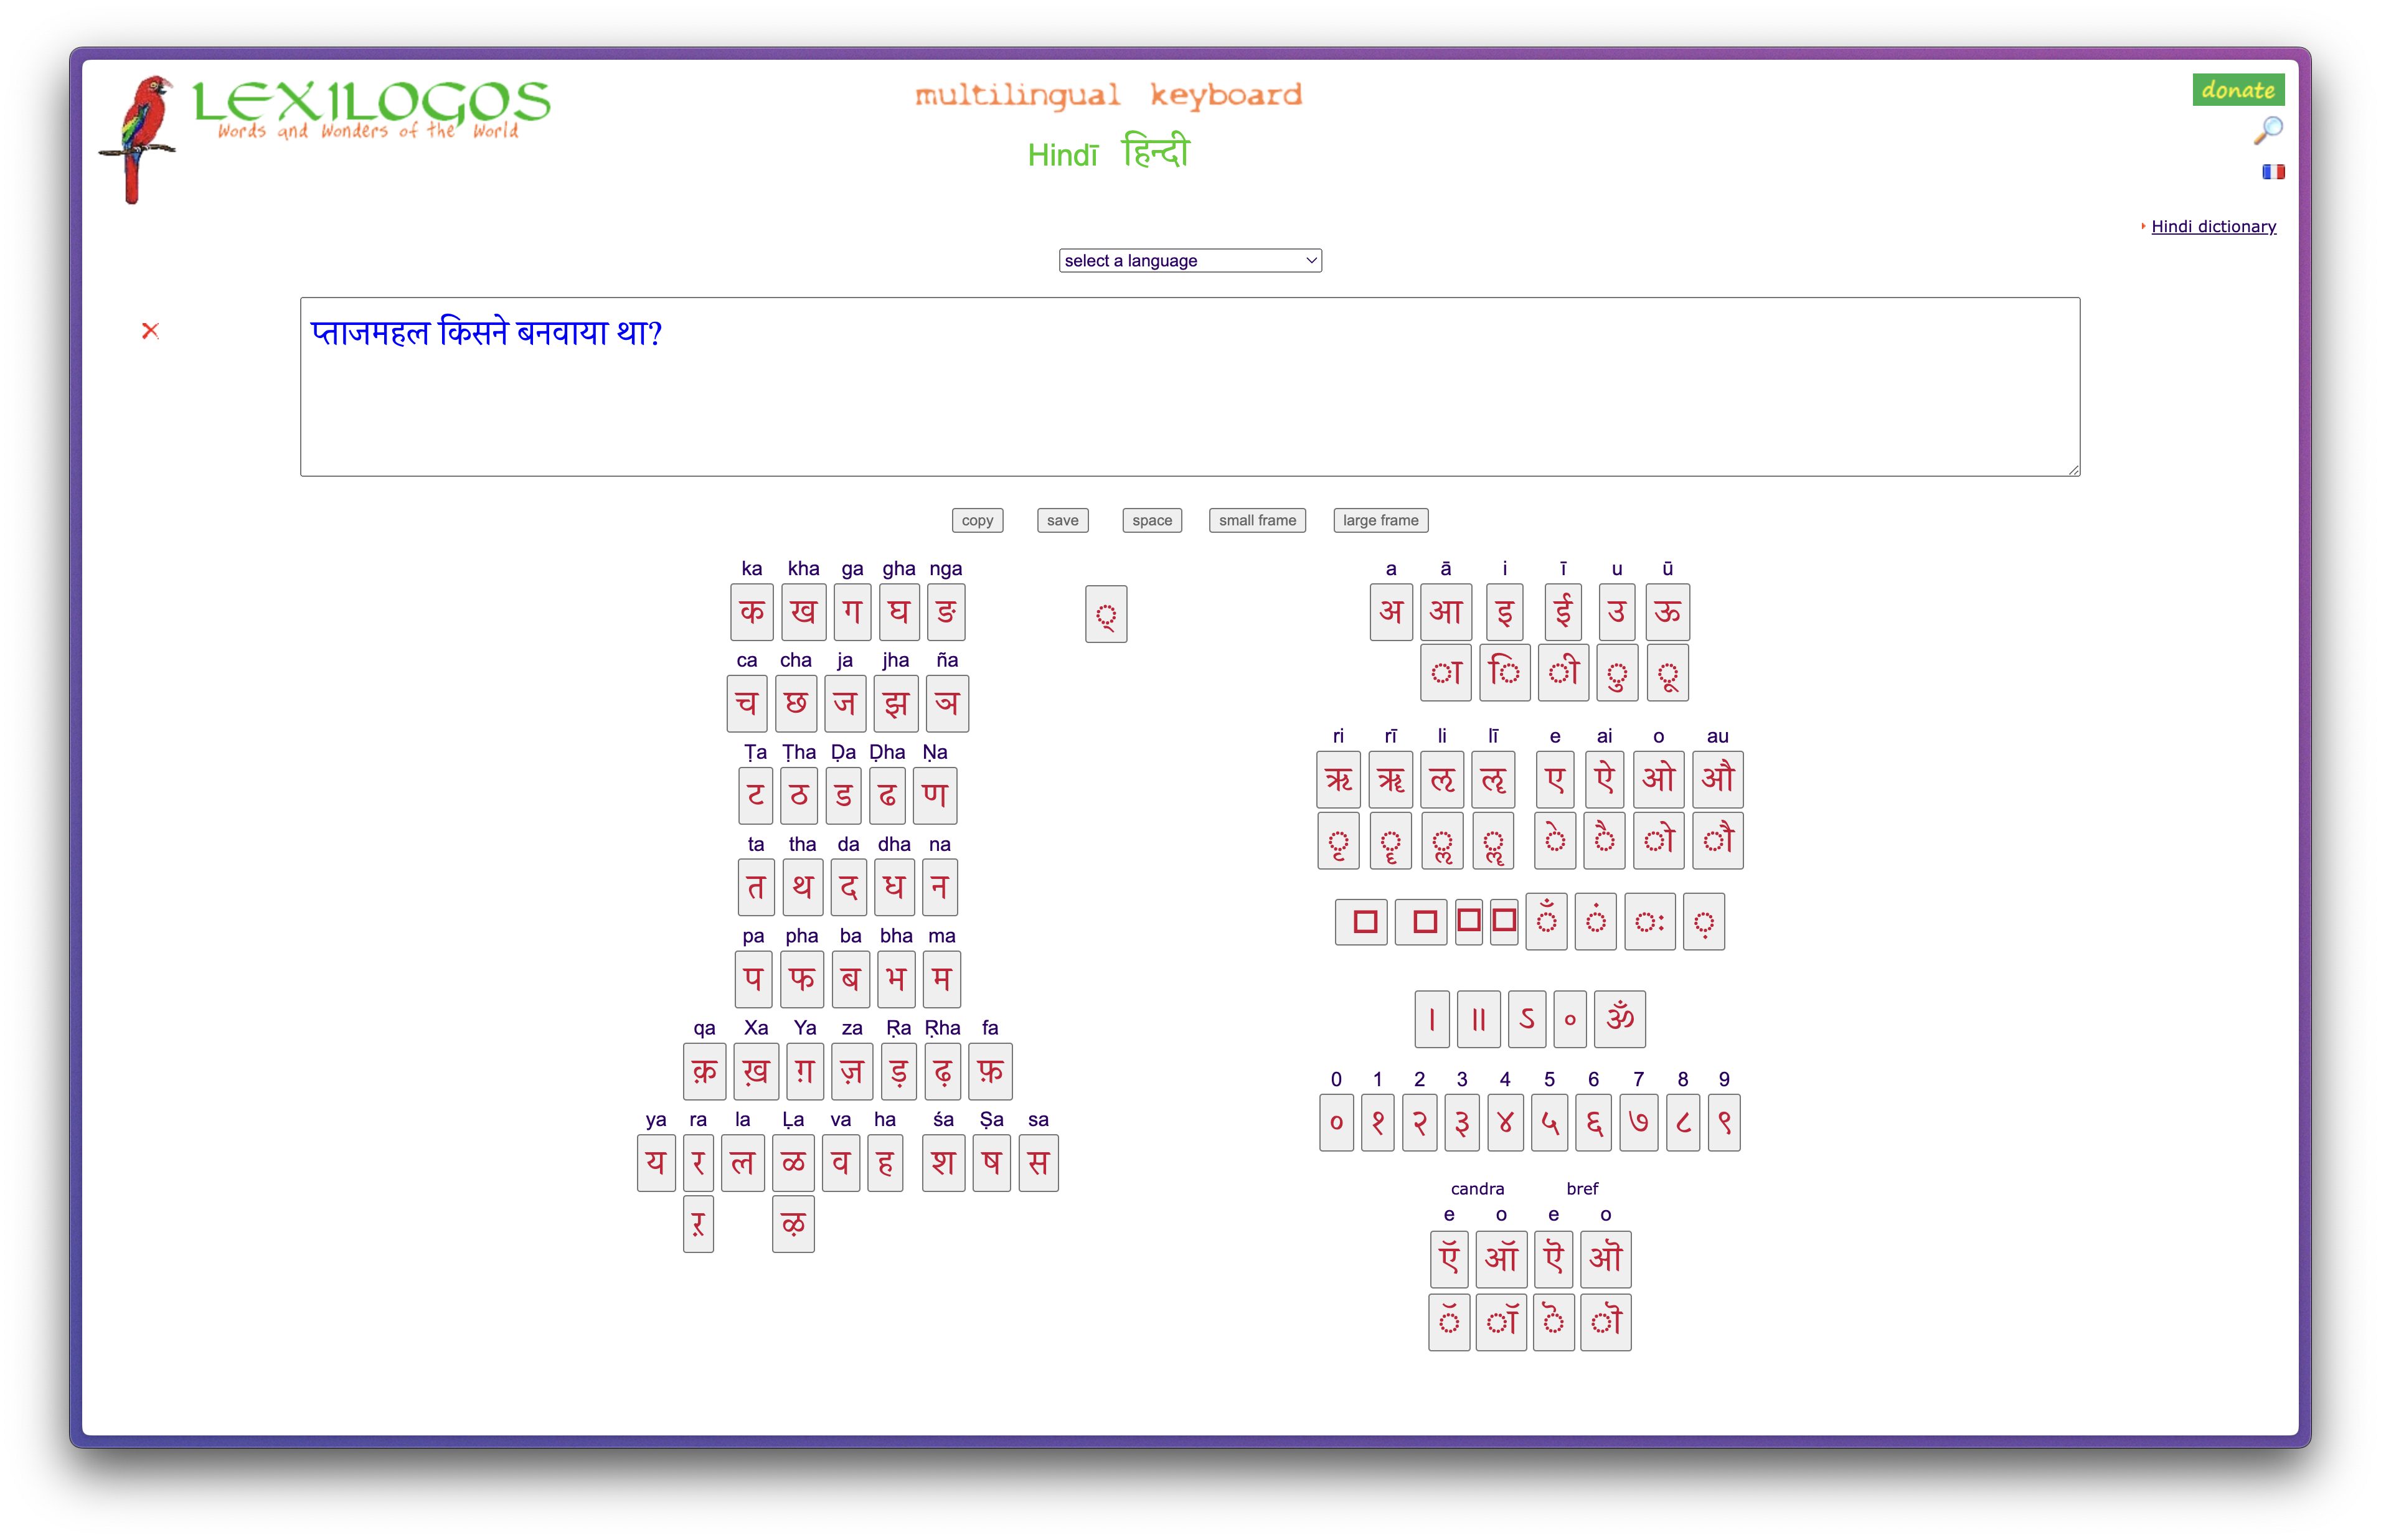 LEXILOGOS
Words and Wonders of the World
multilingual keyboard
Hindī हिन्दी
donate
Hindi dictionary
select a language
प्ताजमहल किसने बनवाया था?
copy save space small frame large frame
ka kha ga gha nga
क ख ग घ ङ
्
ca cha ja jha ña
च छ ज झ ञ
Ṭa Ṭha Ḍa Ḍha Ṇa
ट ठ ड ढ ण
ta tha da dha na
त थ द ध न
pa pha ba bha ma
प फ ब भ म
qa Xa Ya za Ṛa Ṛha fa
क़ ख़ ग़ ज़ ड़ ढ़ फ़
ya ra la Ḷa va ha śa Ṣa sa
य र ल ळ व ह श ष स
ऱ ऴ
a ā i ī u ū
अ आ इ ई उ ऊ
ा ि ी ु ू
ri rī li lī e ai o au
ऋ ॠ ऌ ॡ ए ऐ ओ औ
ृ ॄ ॢ ॣ े ै ो ौ
ँ ं ः ़
। ॥ ऽ ॰ ॐ
0 1 2 3 4 5 6 7 8 9
० १ २ ३ ४ ५ ६ ७ ८ ९
candra bref
e o e o
ऍ ऑ ऎ ऒ
ॅ ॉ ॆ ॊ